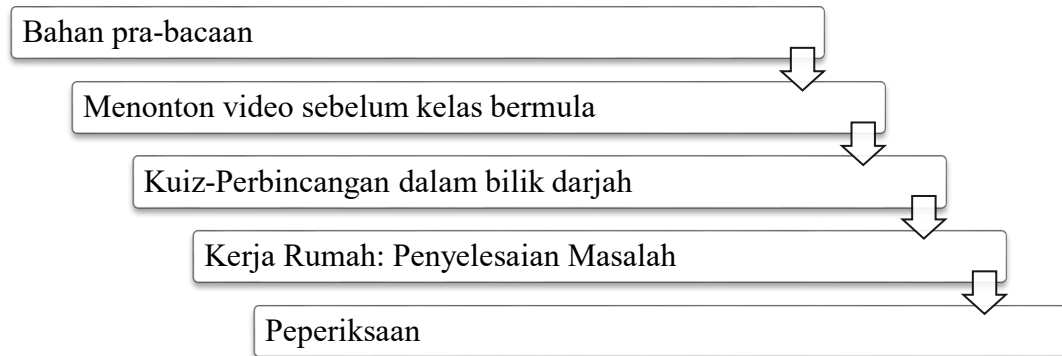 Bahan pra-bacaan
Menonton video sebelum kelas bermula
Kuiz-Perbincangan dalam bilik darjah
Kerja Rumah: Penyelesaian Masalah
Peperiksaan